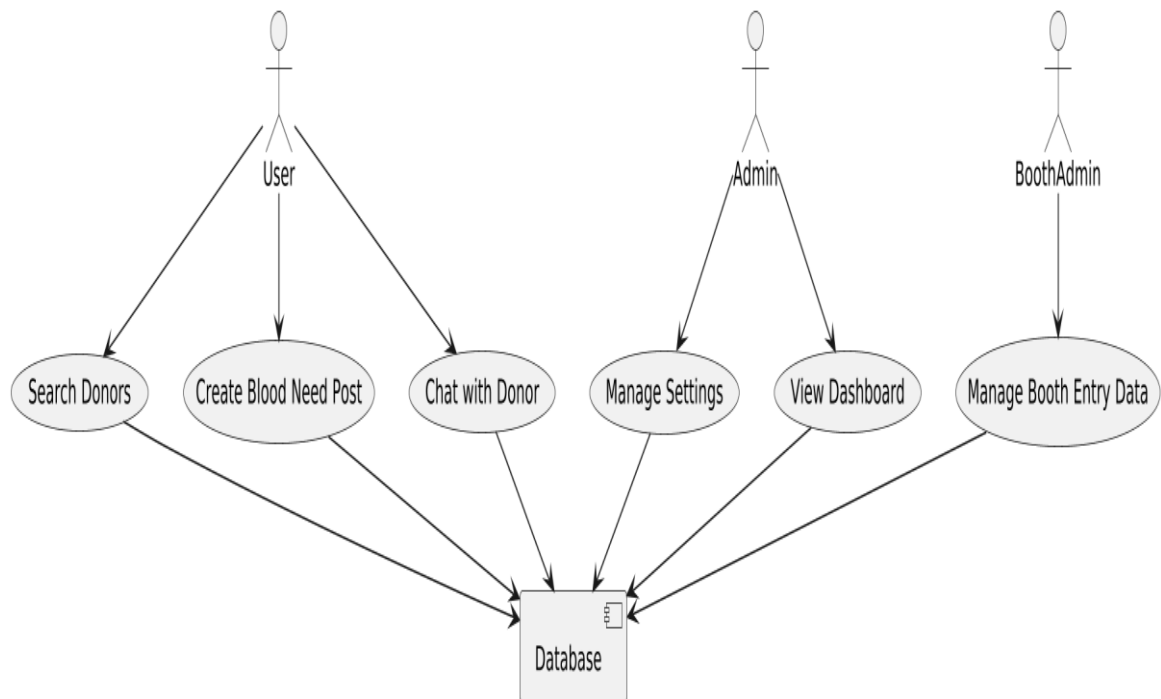 User
Admin
BoothAdmin
Search Donors
Create Blood Need Post
Chat with Donor
Manage Settings
View Dashboard
Manage Booth Entry Data
Database